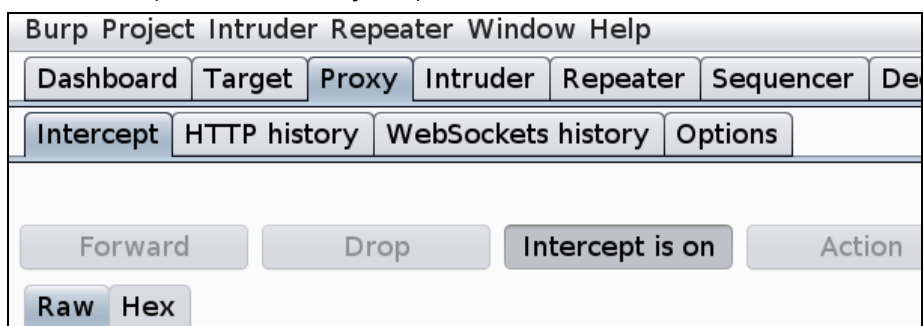 Burp Project Intruder Repeater Window Help
Dashboard Target Proxy Intruder Repeater Sequencer
Intercept HTTP history WebSockets history Options
Forward Drop Intercept is on Action
Raw Hex